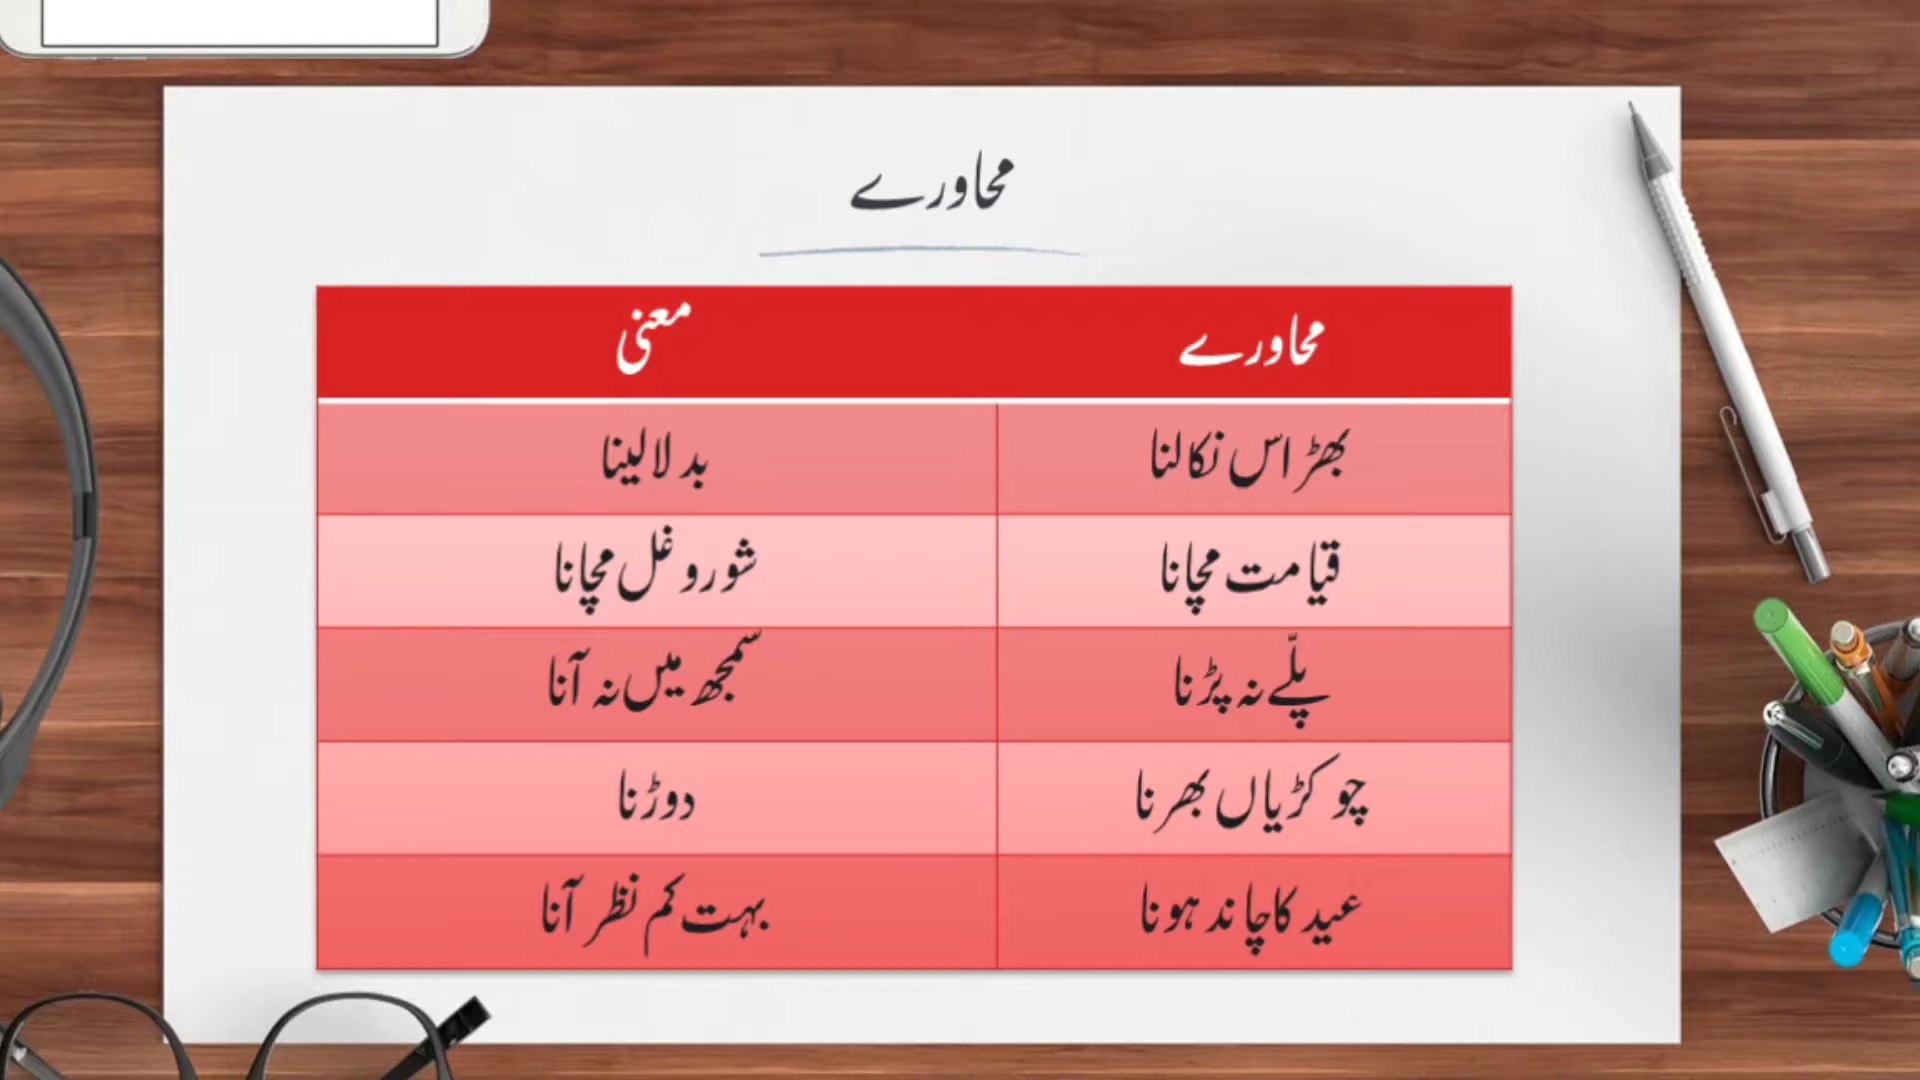 محاورے
محاورے معنی
بھڑاس نکالنا بدلا لینا
قیامت مچانا شور و غل مچانا
پلّے نہ پڑنا سمجھ میں نہ آنا
چوکڑیاں بھرنا دوڑنا
عید کا چاند ہونا بہت کم نظر آنا